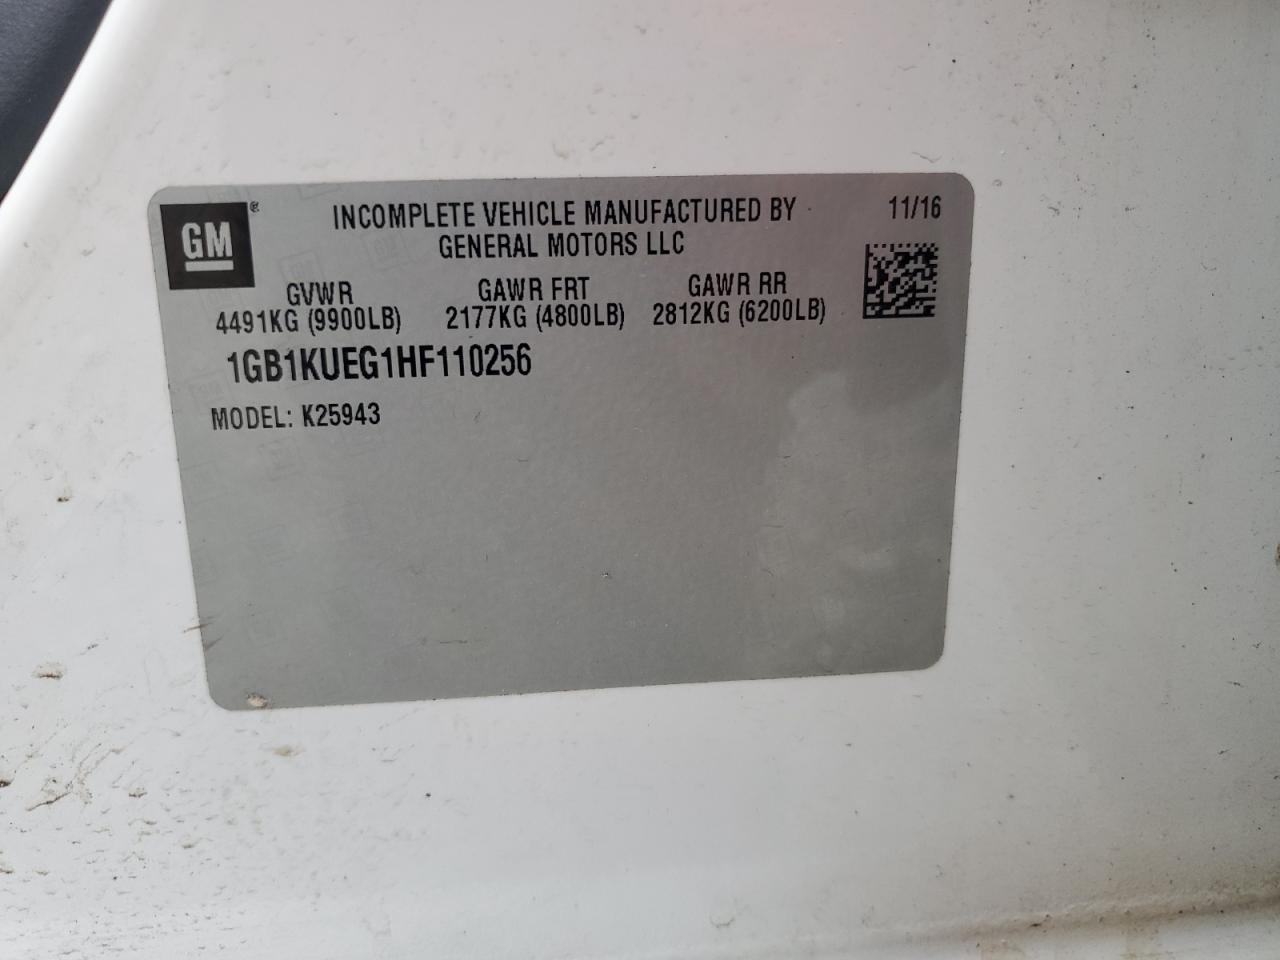 GM ®
INCOMPLETE VEHICLE MANUFACTURED BY 11/16
GENERAL MOTORS LLC
GVWR GAWR FRT GAWR RR
4491KG (9900LB) 2177KG (4800LB) 2812KG (6200LB)
1GB1KUEG1HF110256
MODEL: K25943